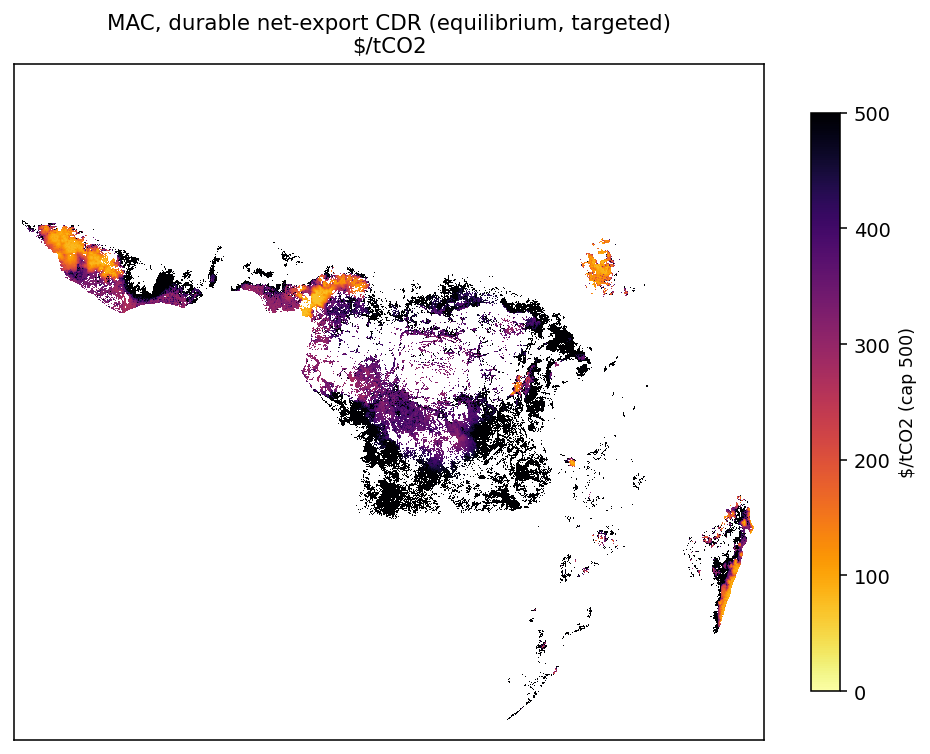 MAC, durable net-export CDR (equilibrium, targeted)
$/tCO2
500
400
300
200
100
0
$/tCO2 (cap 500)